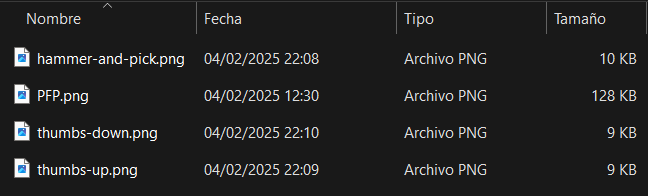 Nombre Fecha Tipo Tamaño
hammer-and-pick.png 04/02/2025 22:08 Archivo PNG 10 KB
PFP.png 04/02/2025 12:30 Archivo PNG 128 KB
thumbs-down.png 04/02/2025 22:10 Archivo PNG 9 KB
thumbs-up.png 04/02/2025 22:09 Archivo PNG 9 KB